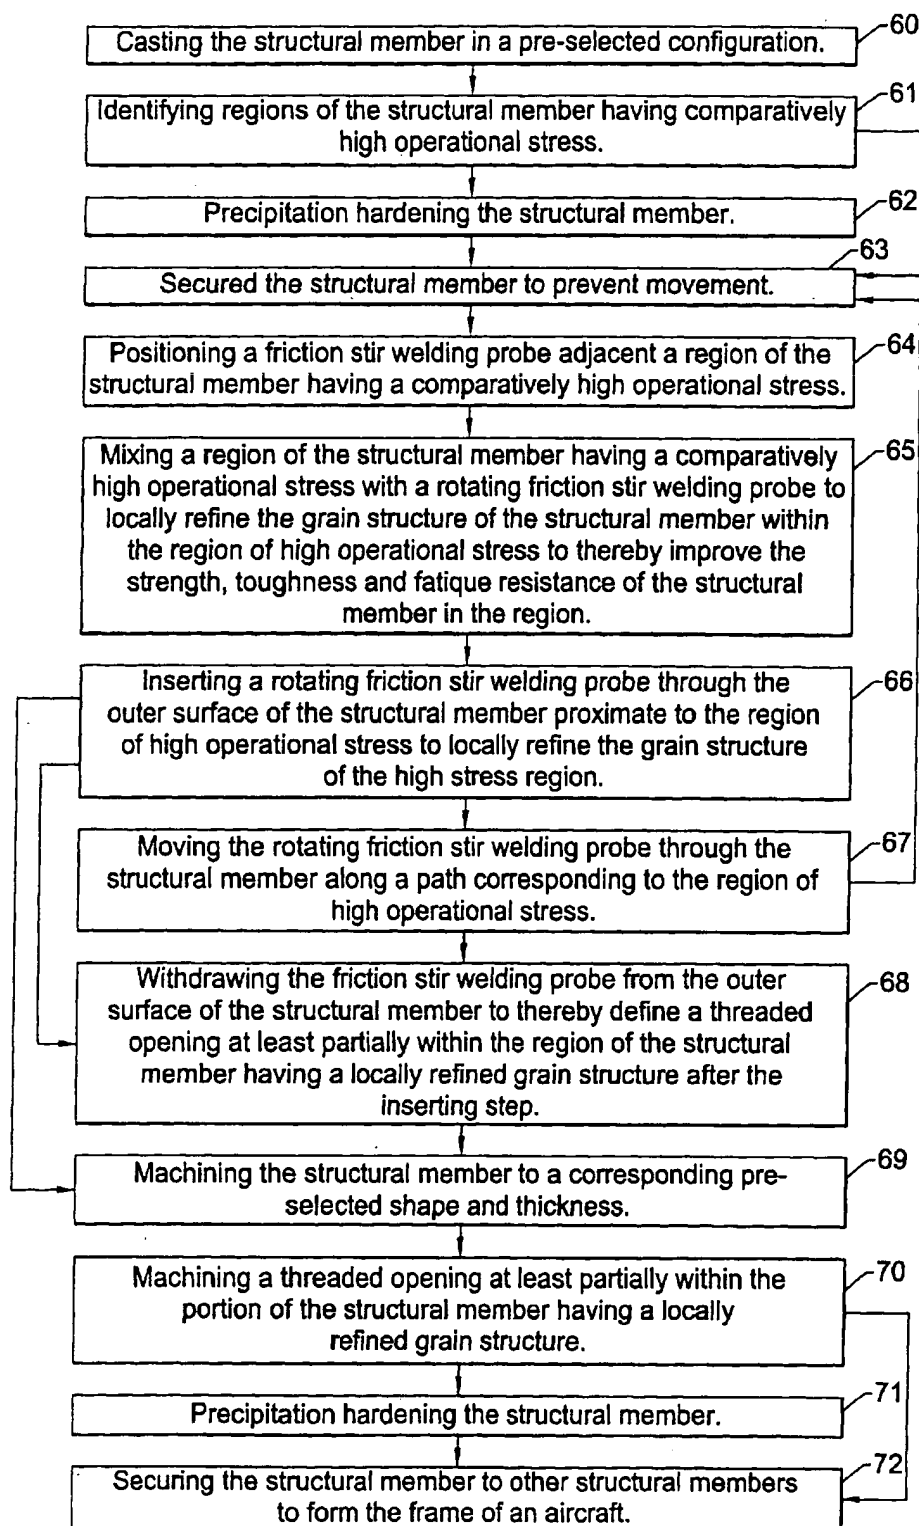 Casting the structural member in a pre-selected configuration.
60
Identifying regions of the structural member having comparatively
high operational stress.
61
Precipitation hardening the structural member.
62
Secured the structural member to prevent movement.
63
Positioning a friction stir welding probe adjacent a region of the
structural member having a comparatively high operational stress.
64
Mixing a region of the structural member having a comparatively
high operational stress with a rotating friction stir welding probe to
locally refine the grain structure of the structural member within
the region of high operational stress to thereby improve the
strength, toughness and fatique resistance of the structural
member in the region.
65
Inserting a rotating friction stir welding probe through the
outer surface of the structural member proximate to the region
of high operational stress to locally refine the grain structure
of the high stress region.
66
Moving the rotating friction stir welding probe through the
structural member along a path corresponding to the region of
high operational stress.
67
Withdrawing the friction stir welding probe from the outer
surface of the structural member to thereby define a threaded
opening at least partially within the region of the structural
member having a locally refined grain structure after the
inserting step.
68
Machining the structural member to a corresponding pre-
selected shape and thickness.
69
Machining a threaded opening at least partially within the
portion of the structural member having a locally
refined grain structure.
70
Precipitation hardening the structural member.
71
Securing the structural member to other structural members
to form the frame of an aircraft.
72